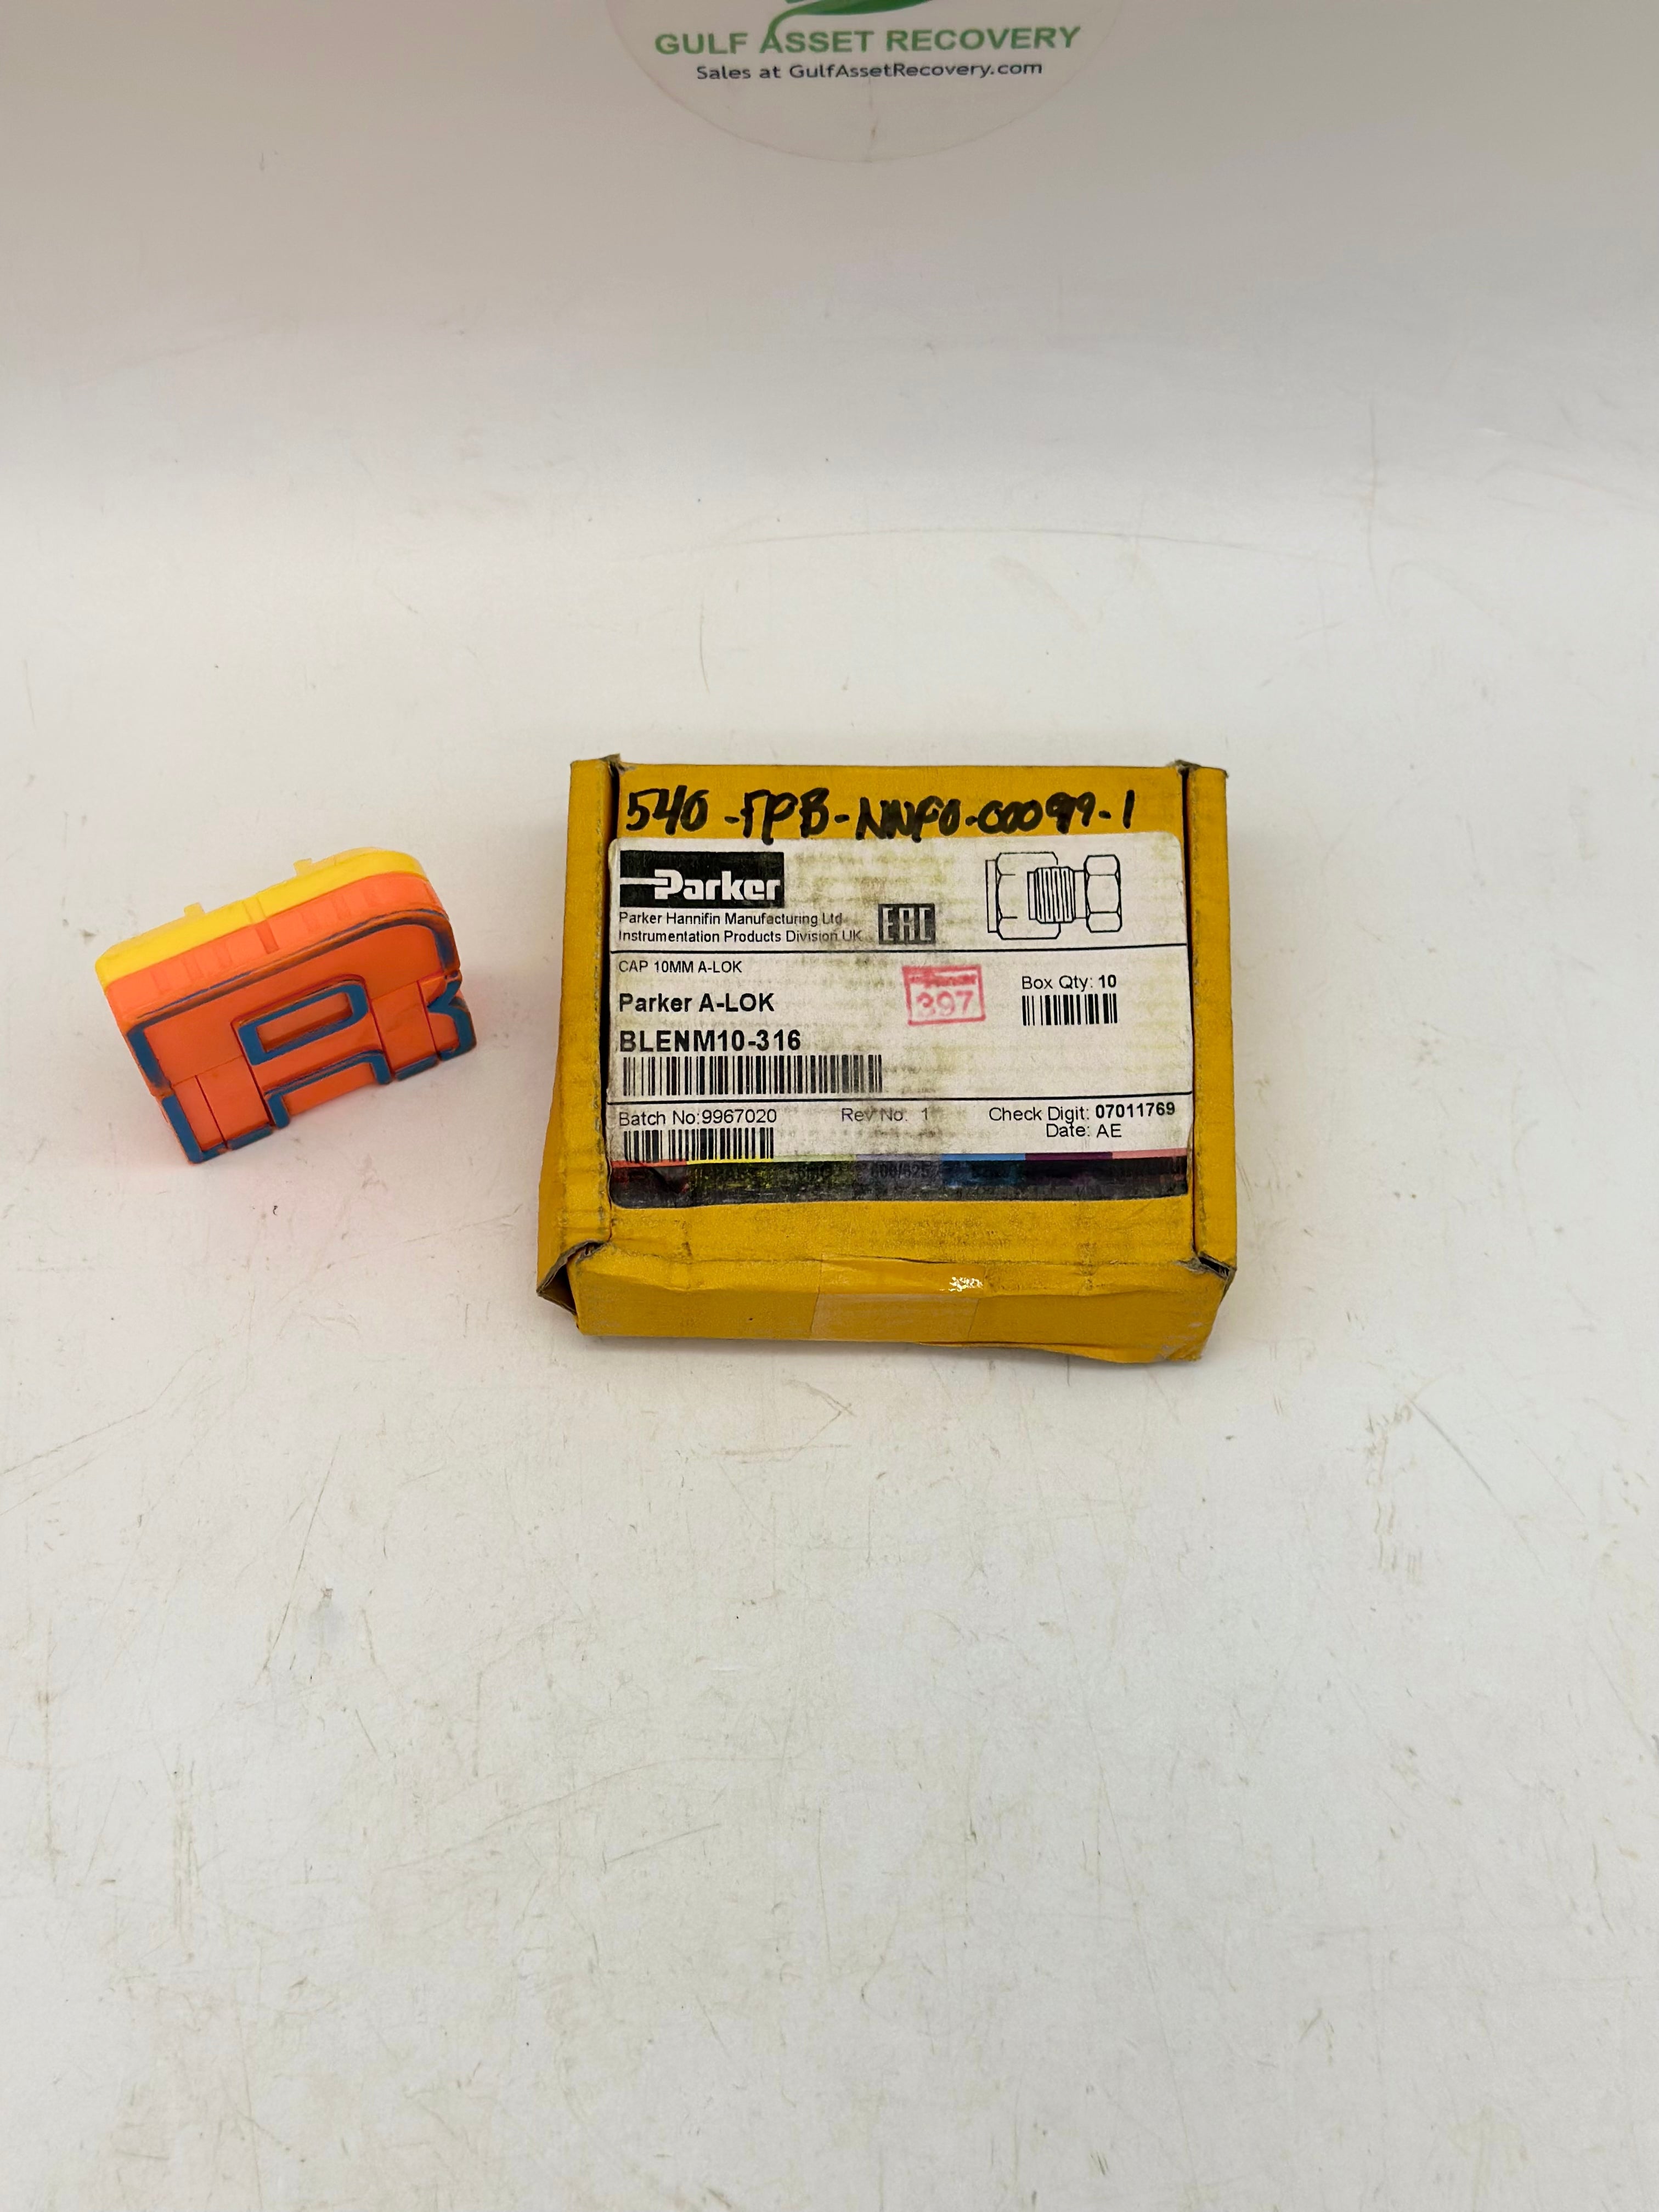 GULF ASSET RECOVERY
Sales at GulfAssetRecovery.com
540-FPB-NNF0-00099-1
Parker
Parker Hannifin Manufacturing Ltd
Instrumentation Products Division UK
EAC
CAP 10MM A-LOK
Parker A-LOK
397
Box Qty: 10
BLENM10-316
Batch No:9967020 Rev No. 1 Check Digit: 07011769
Date: AE